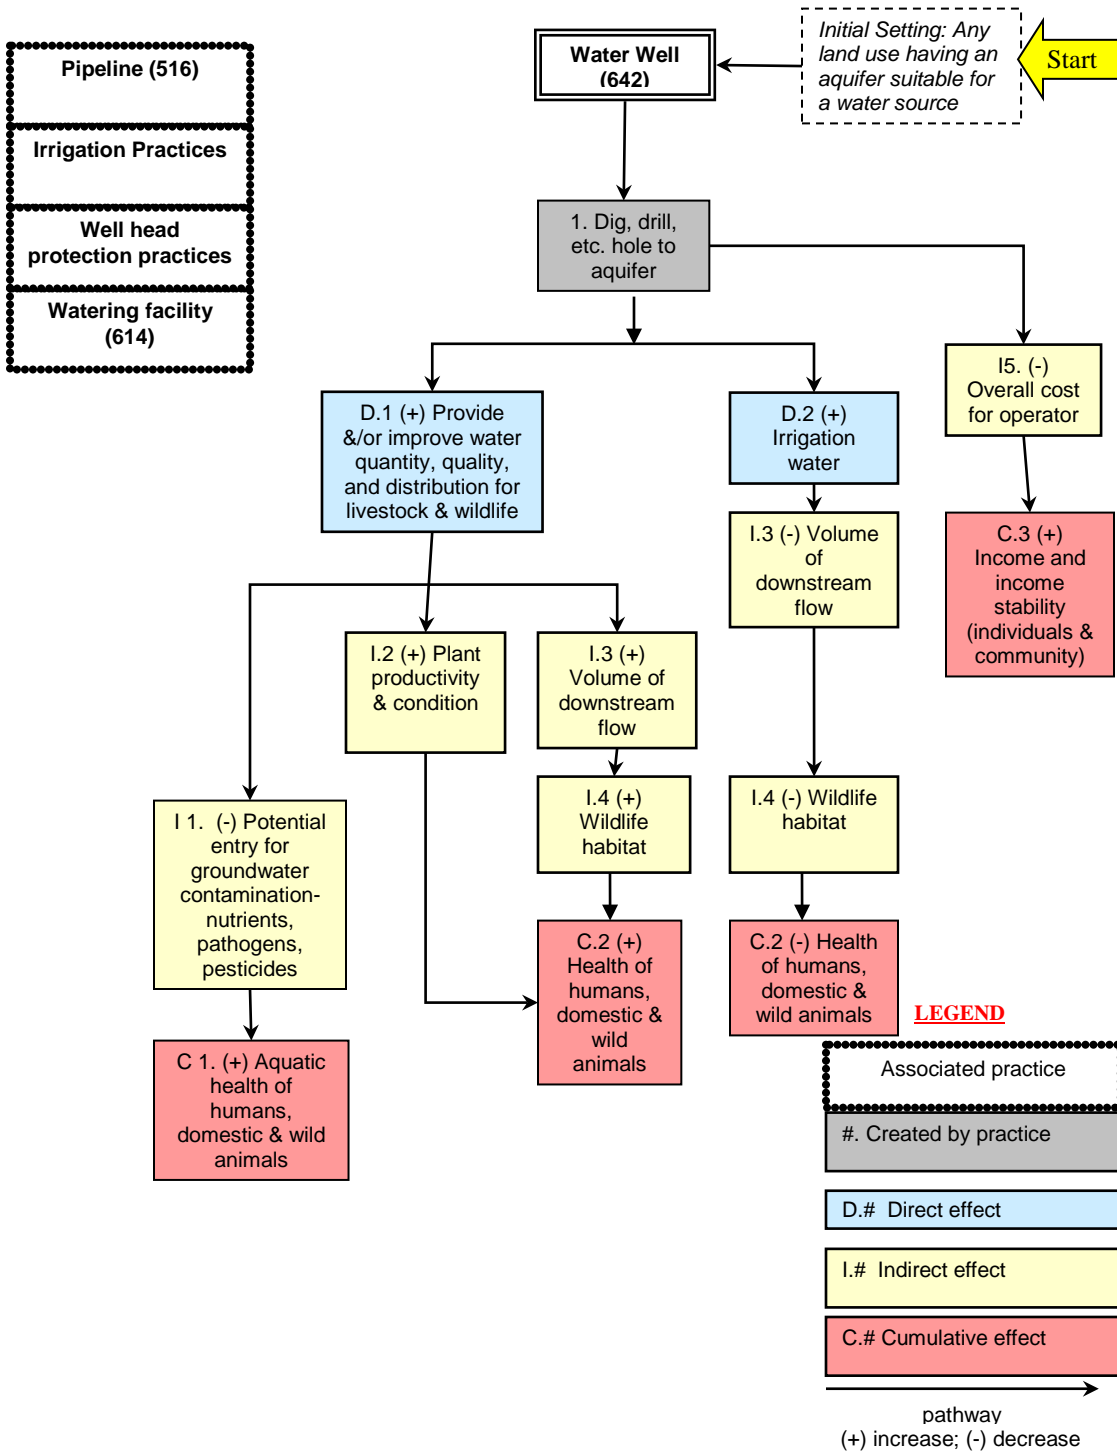 Pipeline (516)
Irrigation Practices
Well head
protection practices
Watering facility
(614)
Water Well
(642)
Initial Setting: Any
land use having an
aquifer suitable for
a water source
Start
1. Dig, drill,
etc. hole to
aquifer
D.1 (+) Provide
&/or improve water
quantity, quality,
and distribution for
livestock & wildlife
D.2 (+)
Irrigation
water
I5. (-)
Overall cost
for operator
I.3 (-) Volume
of
downstream
flow
C.3 (+)
Income and
income
stability
(individuals &
community)
I.2 (+) Plant
productivity
& condition
I.3 (+)
Volume of
downstream
flow
I 1.  (-) Potential
entry for
groundwater
contamination-
nutrients,
pathogens,
pesticides
I.4 (+)
Wildlife
habitat
I.4 (-) Wildlife
habitat
C.2 (+)
Health of
humans,
domestic &
wild
animals
C.2 (-) Health
of humans,
domestic &
wild animals
C 1. (+) Aquatic
health of
humans,
domestic & wild
animals
LEGEND
Associated practice
#. Created by practice
D.#  Direct effect
I.#  Indirect effect
C.# Cumulative effect
pathway
(+) increase; (-) decrease